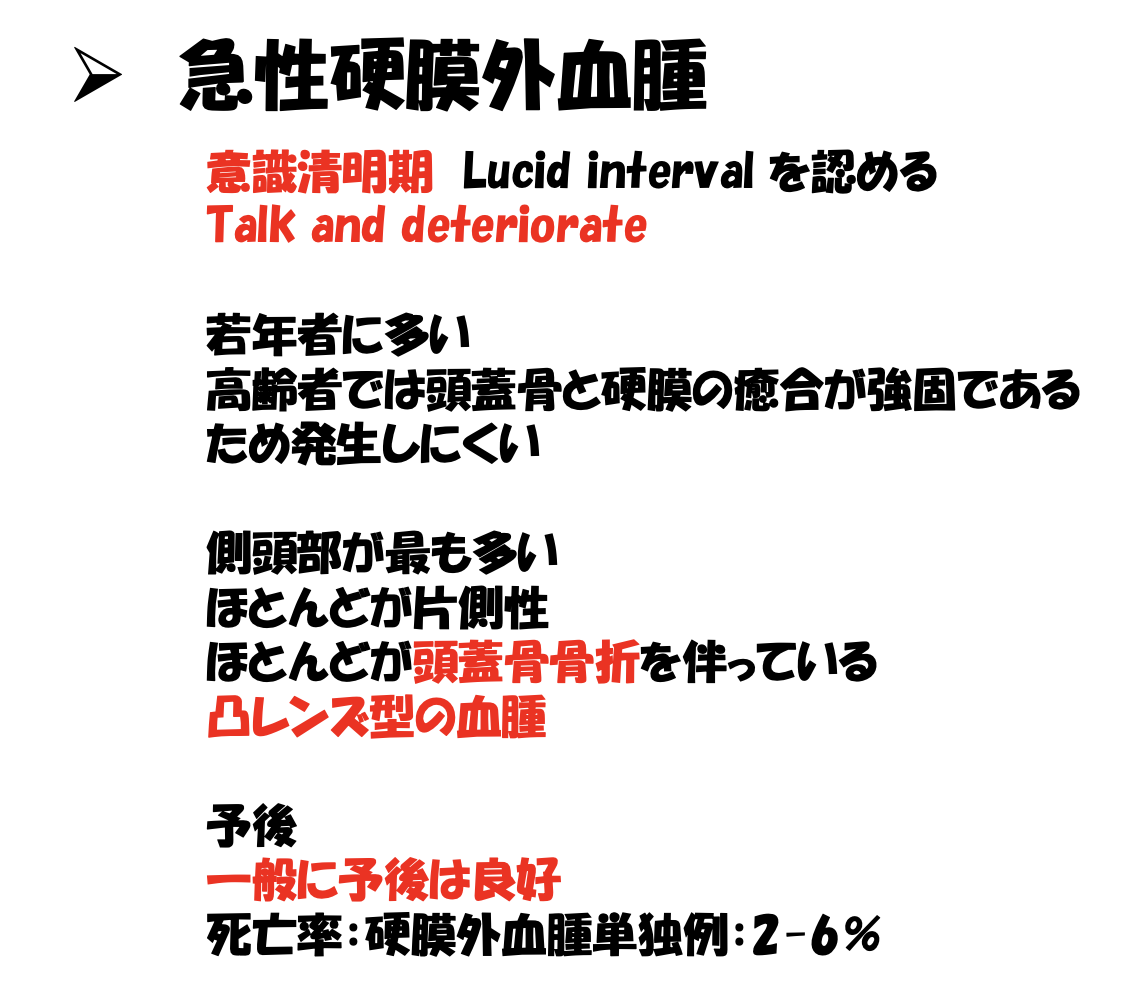 ➢ 急性硬膜外血腫
意識清明期 Lucid interval を認める
Talk and deteriorate
若年者に多い
高齢者では頭蓋骨と硬膜の癒合が強固である
ため発生しにくい
側頭部が最も多い
ほとんどが片側性
ほとんどが頭蓋骨骨折を伴っている
凸レンズ型の血腫
予後
一般に予後は良好
死亡率:硬膜外血腫単独例:2-6%